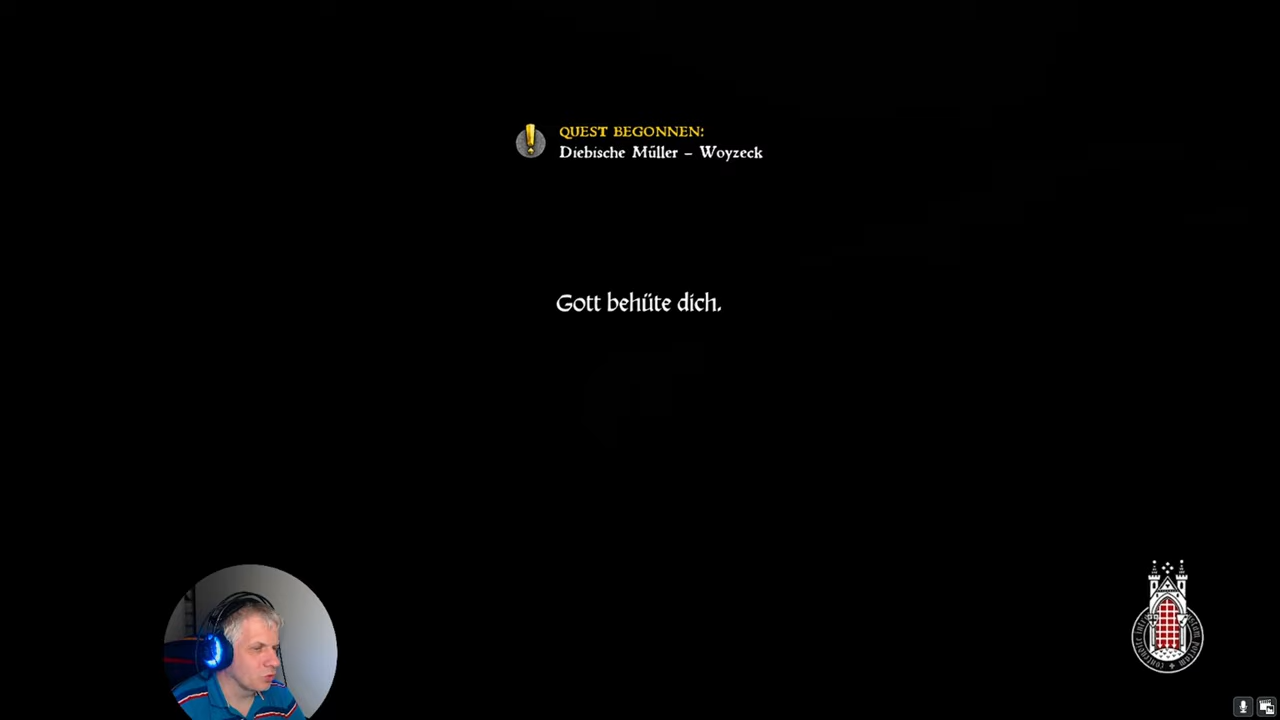 QUEST BEGONNEN:
Diebische Müller – Woyzeck
Gott behüte dich.